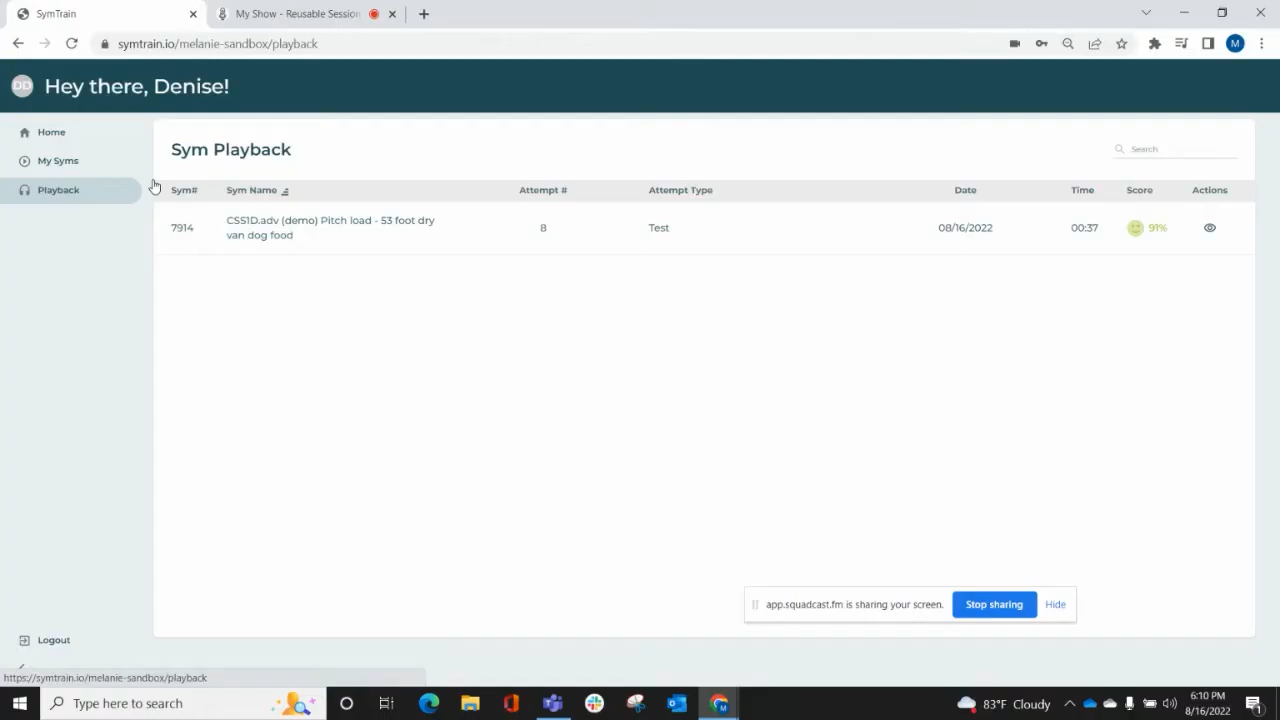 SymTrain
My Show - Reusable Session
symtrain.io/melanie-sandbox/playback
M
DD
Hey there, Denise!
Home
My Syms
Playback
Sym Playback
Search
Sym#
Sym Name
Attempt #
Attempt Type
Date
Time
Score
Actions
7914
CSS1D.adv (demo) Pitch load - 53 foot dry
van dog food
8
Test
08/16/2022
00:37
91%
app.squadcast.fm is sharing your screen.
Stop sharing
Hide
Logout
https://symtrain.io/melanie-sandbox/playback
Type here to search
83°F Cloudy
6:10 PM
8/16/2022
1